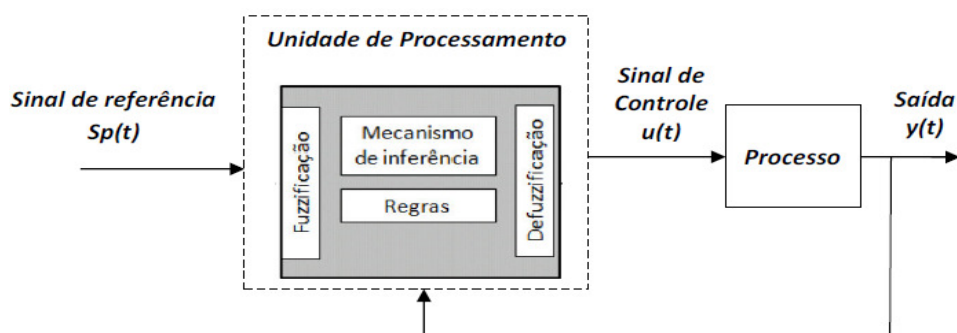 Unidade de Processamento
Sinal de referência
Sp(t)
Fuzzificação
Mecanismo
de inferência
Regras
Defuzzificação
Sinal de
Controle
u(t)
Processo
Saída
y(t)